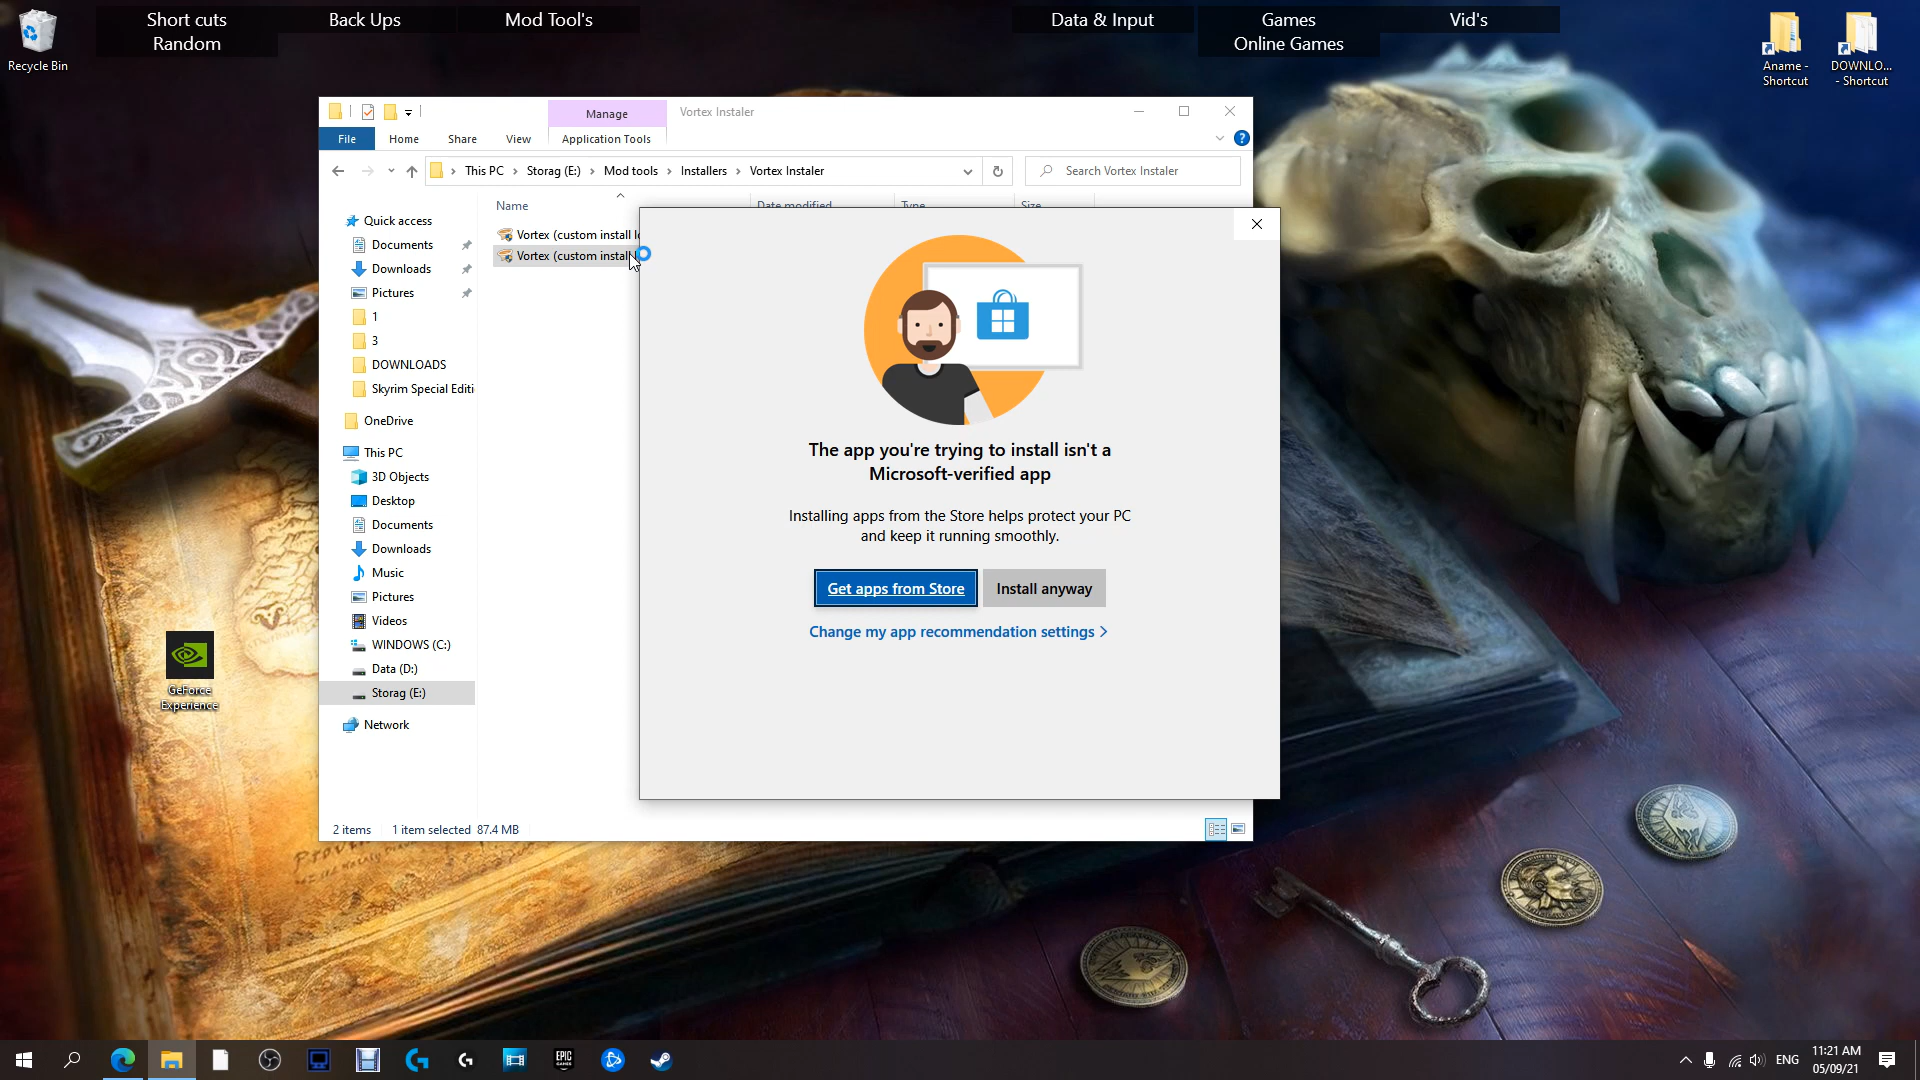 Short cuts
Random
Back Ups
Mod Tool's
Data & Input
Games
Online Games
Vid's
Recycle Bin
Aname -
Shortcut
DOWNLO...
- Shortcut
Manage
Vortex Instaler
File
Home
Share
View
Application Tools
This PC
Storag (E:)
Mod tools
Installers
Vortex Instaler
Search Vortex Instaler
Name
Date modified
Type
Size
Quick access
Documents
Downloads
Pictures
1
3
DOWNLOADS
Skyrim Special Editi
OneDrive
This PC
3D Objects
Desktop
Documents
Downloads
Music
Pictures
Videos
WINDOWS (C:)
Data (D:)
Storag (E:)
Network
Vortex (custom install
Vortex (custom install
The app you're trying to install isn't a
Microsoft-verified app
Installing apps from the Store helps protect your PC
and keep it running smoothly.
Get apps from Store
Install anyway
Change my app recommendation settings
2 items
1 item selected 87.4 MB
GeForce
Experience
EPIC
GAMES
ENG
11:21 AM
05/09/21